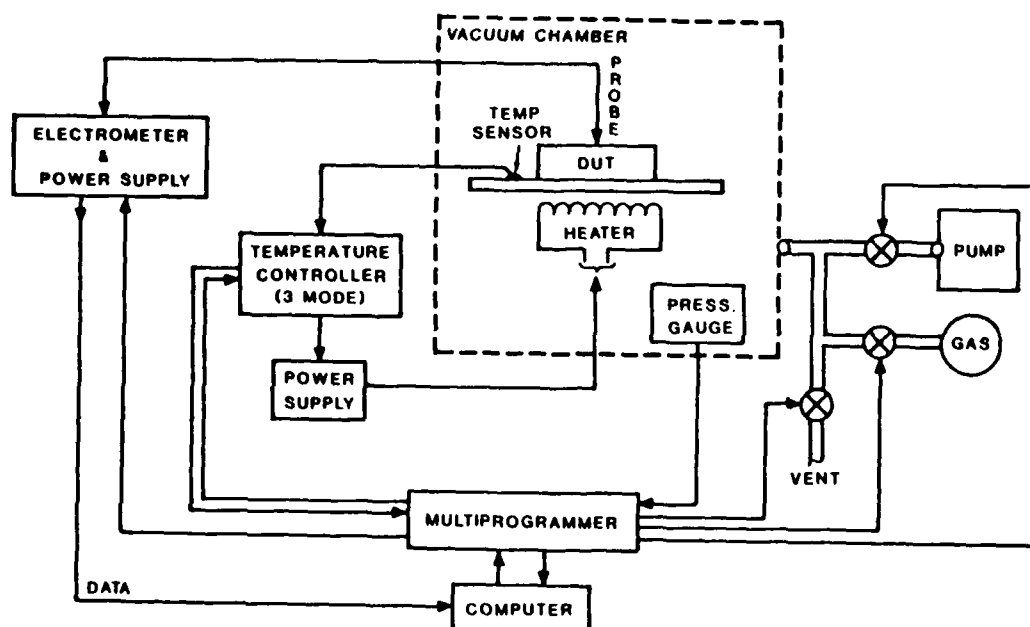 VACUUM CHAMBER
PROBE
TEMP
SENSOR
DUT
ELECTROMETER
&
POWER SUPPLY
HEATER
TEMPERATURE
CONTROLLER
(3 MODE)
PUMP
PRESS.
GAUGE
GAS
POWER
SUPPLY
VENT
MULTIPROGRAMMER
DATA
COMPUTER